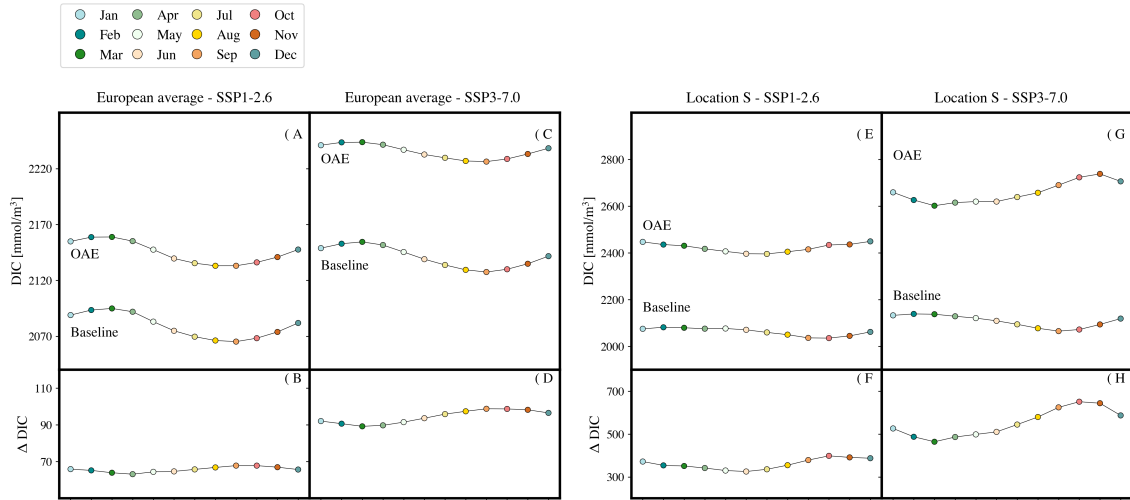 Jan Apr Jul Oct
Feb May Aug Nov
Mar Jun Sep Dec
European average - SSP1-2.6
European average - SSP3-7.0
Location S - SSP1-2.6
Location S - SSP3-7.0
( A
( C
( E
( G
OAE
Baseline
OAE
Baseline
OAE
Baseline
OAE
Baseline
DIC [mmol/m³]
2220
2170
2120
2070
DIC [mmol/m³]
2800
2600
2400
2200
2000
( B
( D
( F
( H
Δ DIC
110
90
70
Δ DIC
700
500
300